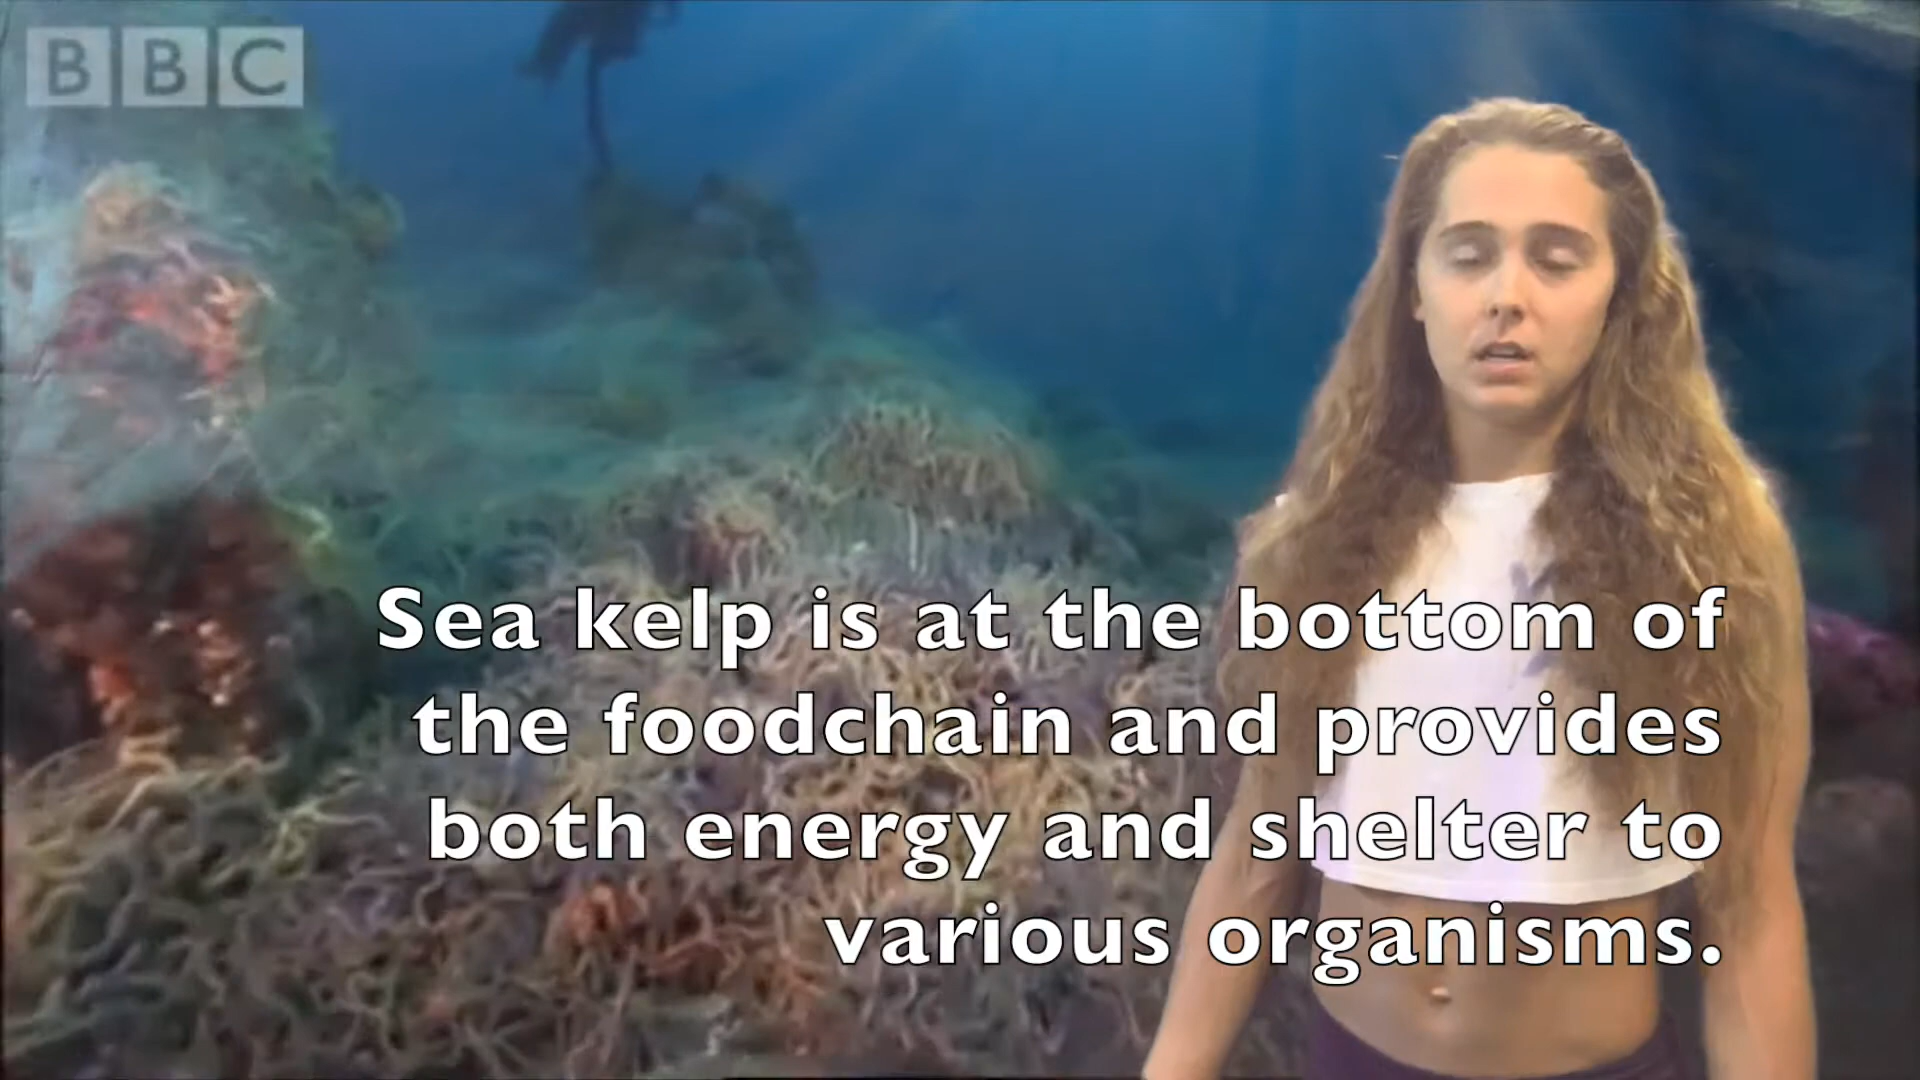 BBC
Sea kelp is at the bottom of
the foodchain and provides
both energy and shelter to
various organisms.